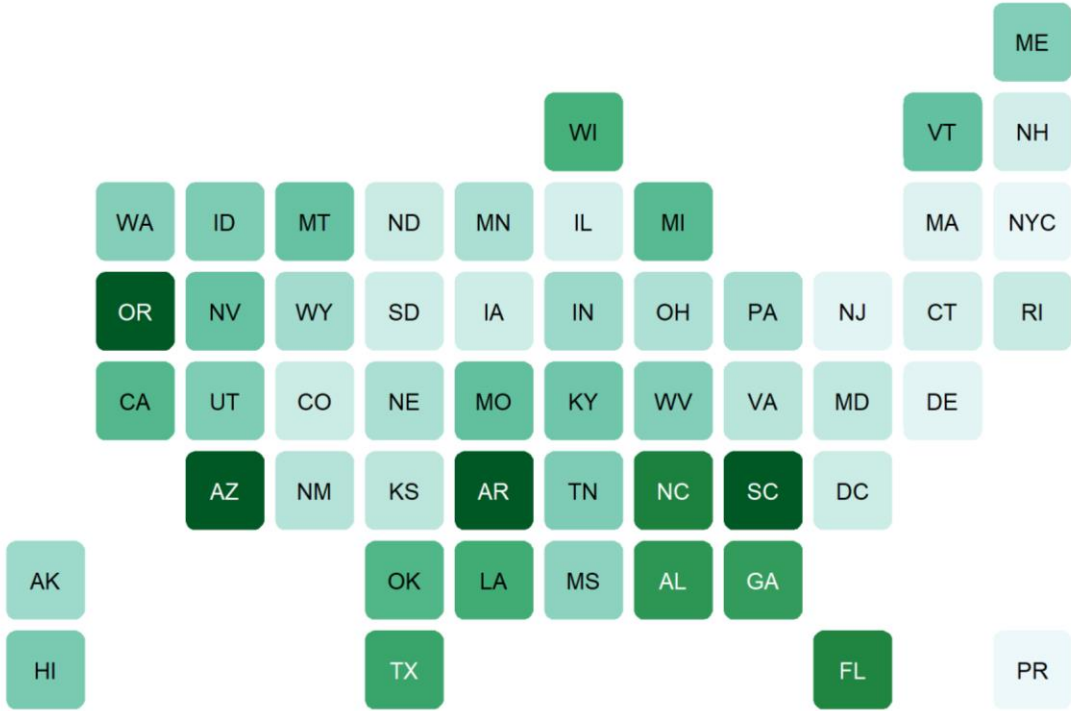 ME
WI VT NH
WA ID MT ND MN IL MI MA NYC
OR NV WY SD IA IN OH PA NJ CT RI
CA UT CO NE MO KY WV VA MD DE
AZ NM KS AR TN NC SC DC
AK OK LA MS AL GA
HI TX FL PR